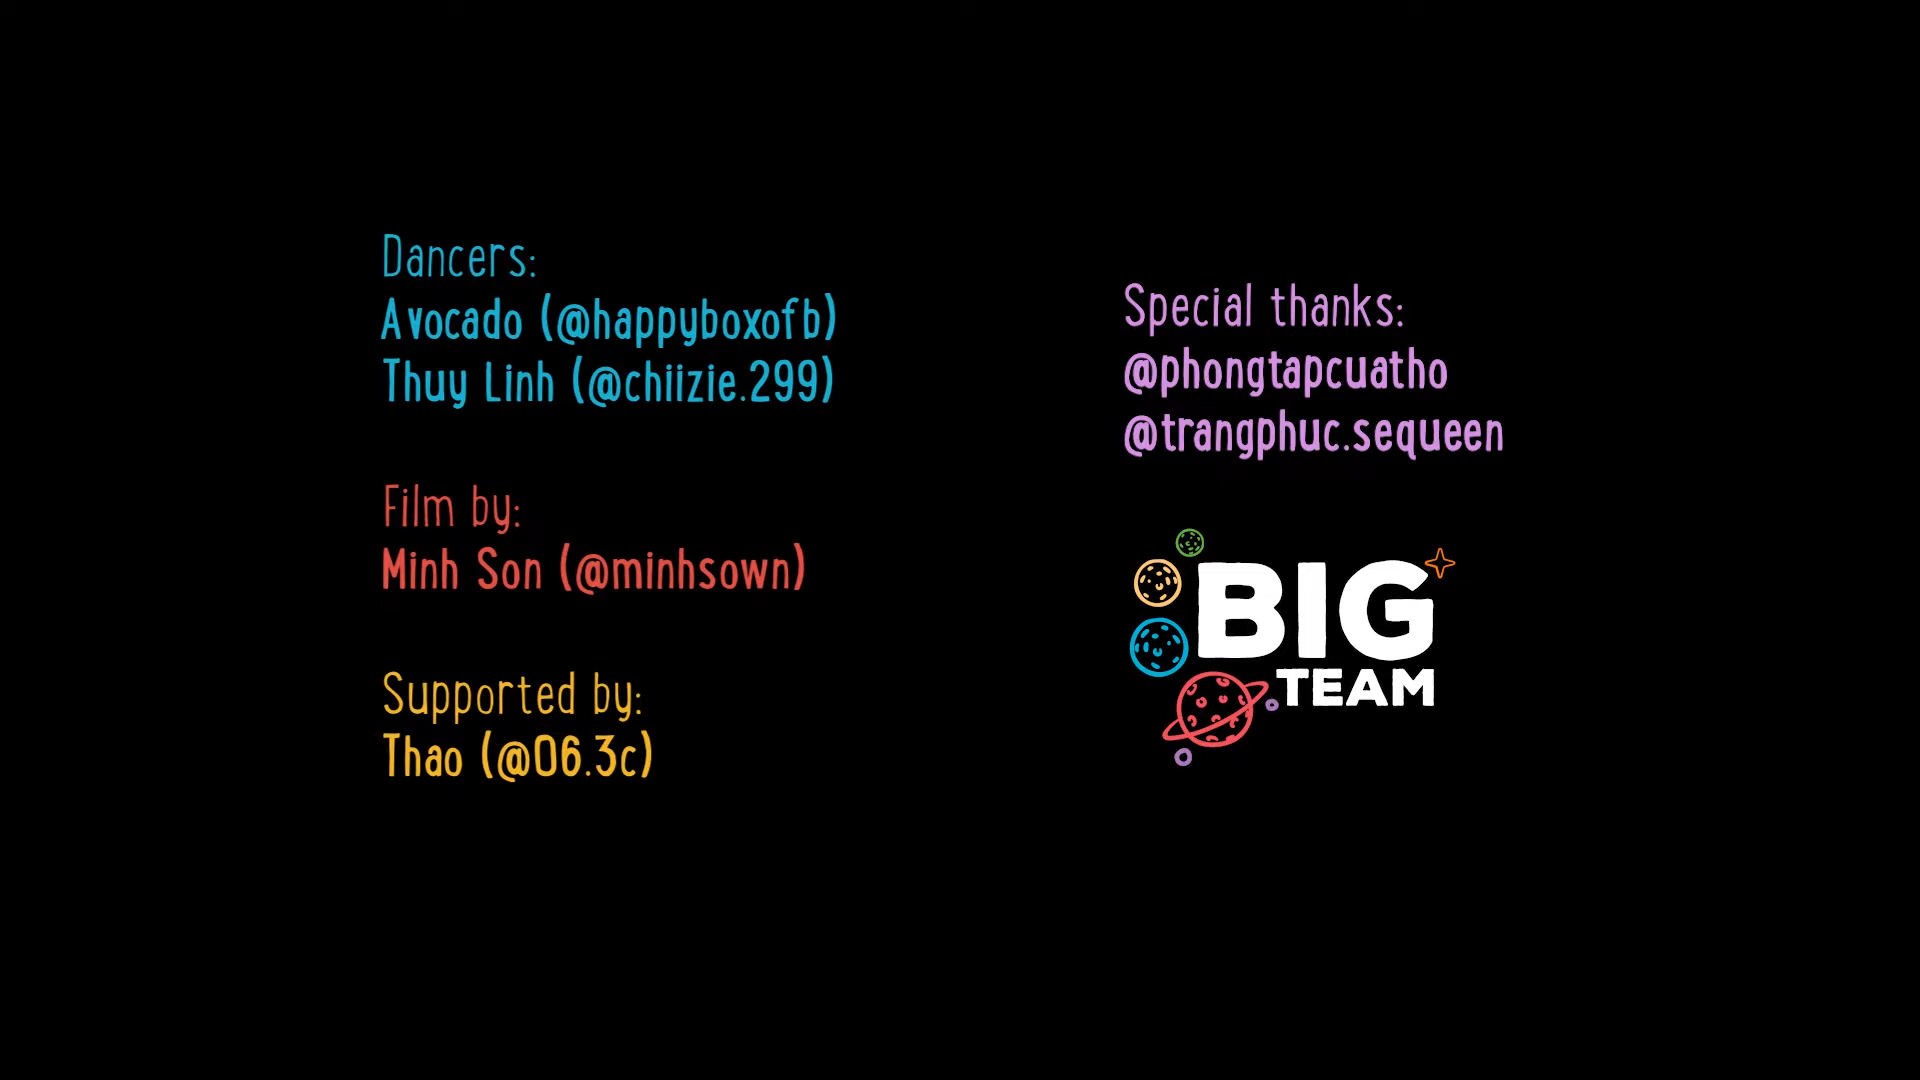 Dancers:
Avocado (@happyboxofb)
Thuy Linh (@chiizie.299)
Film by:
Minh Son (@minhsown)
Supported by:
Thao (@06.3c)
Special thanks:
@phongtapcuatho
@trangphuc.sequeen
BIG
TEAM